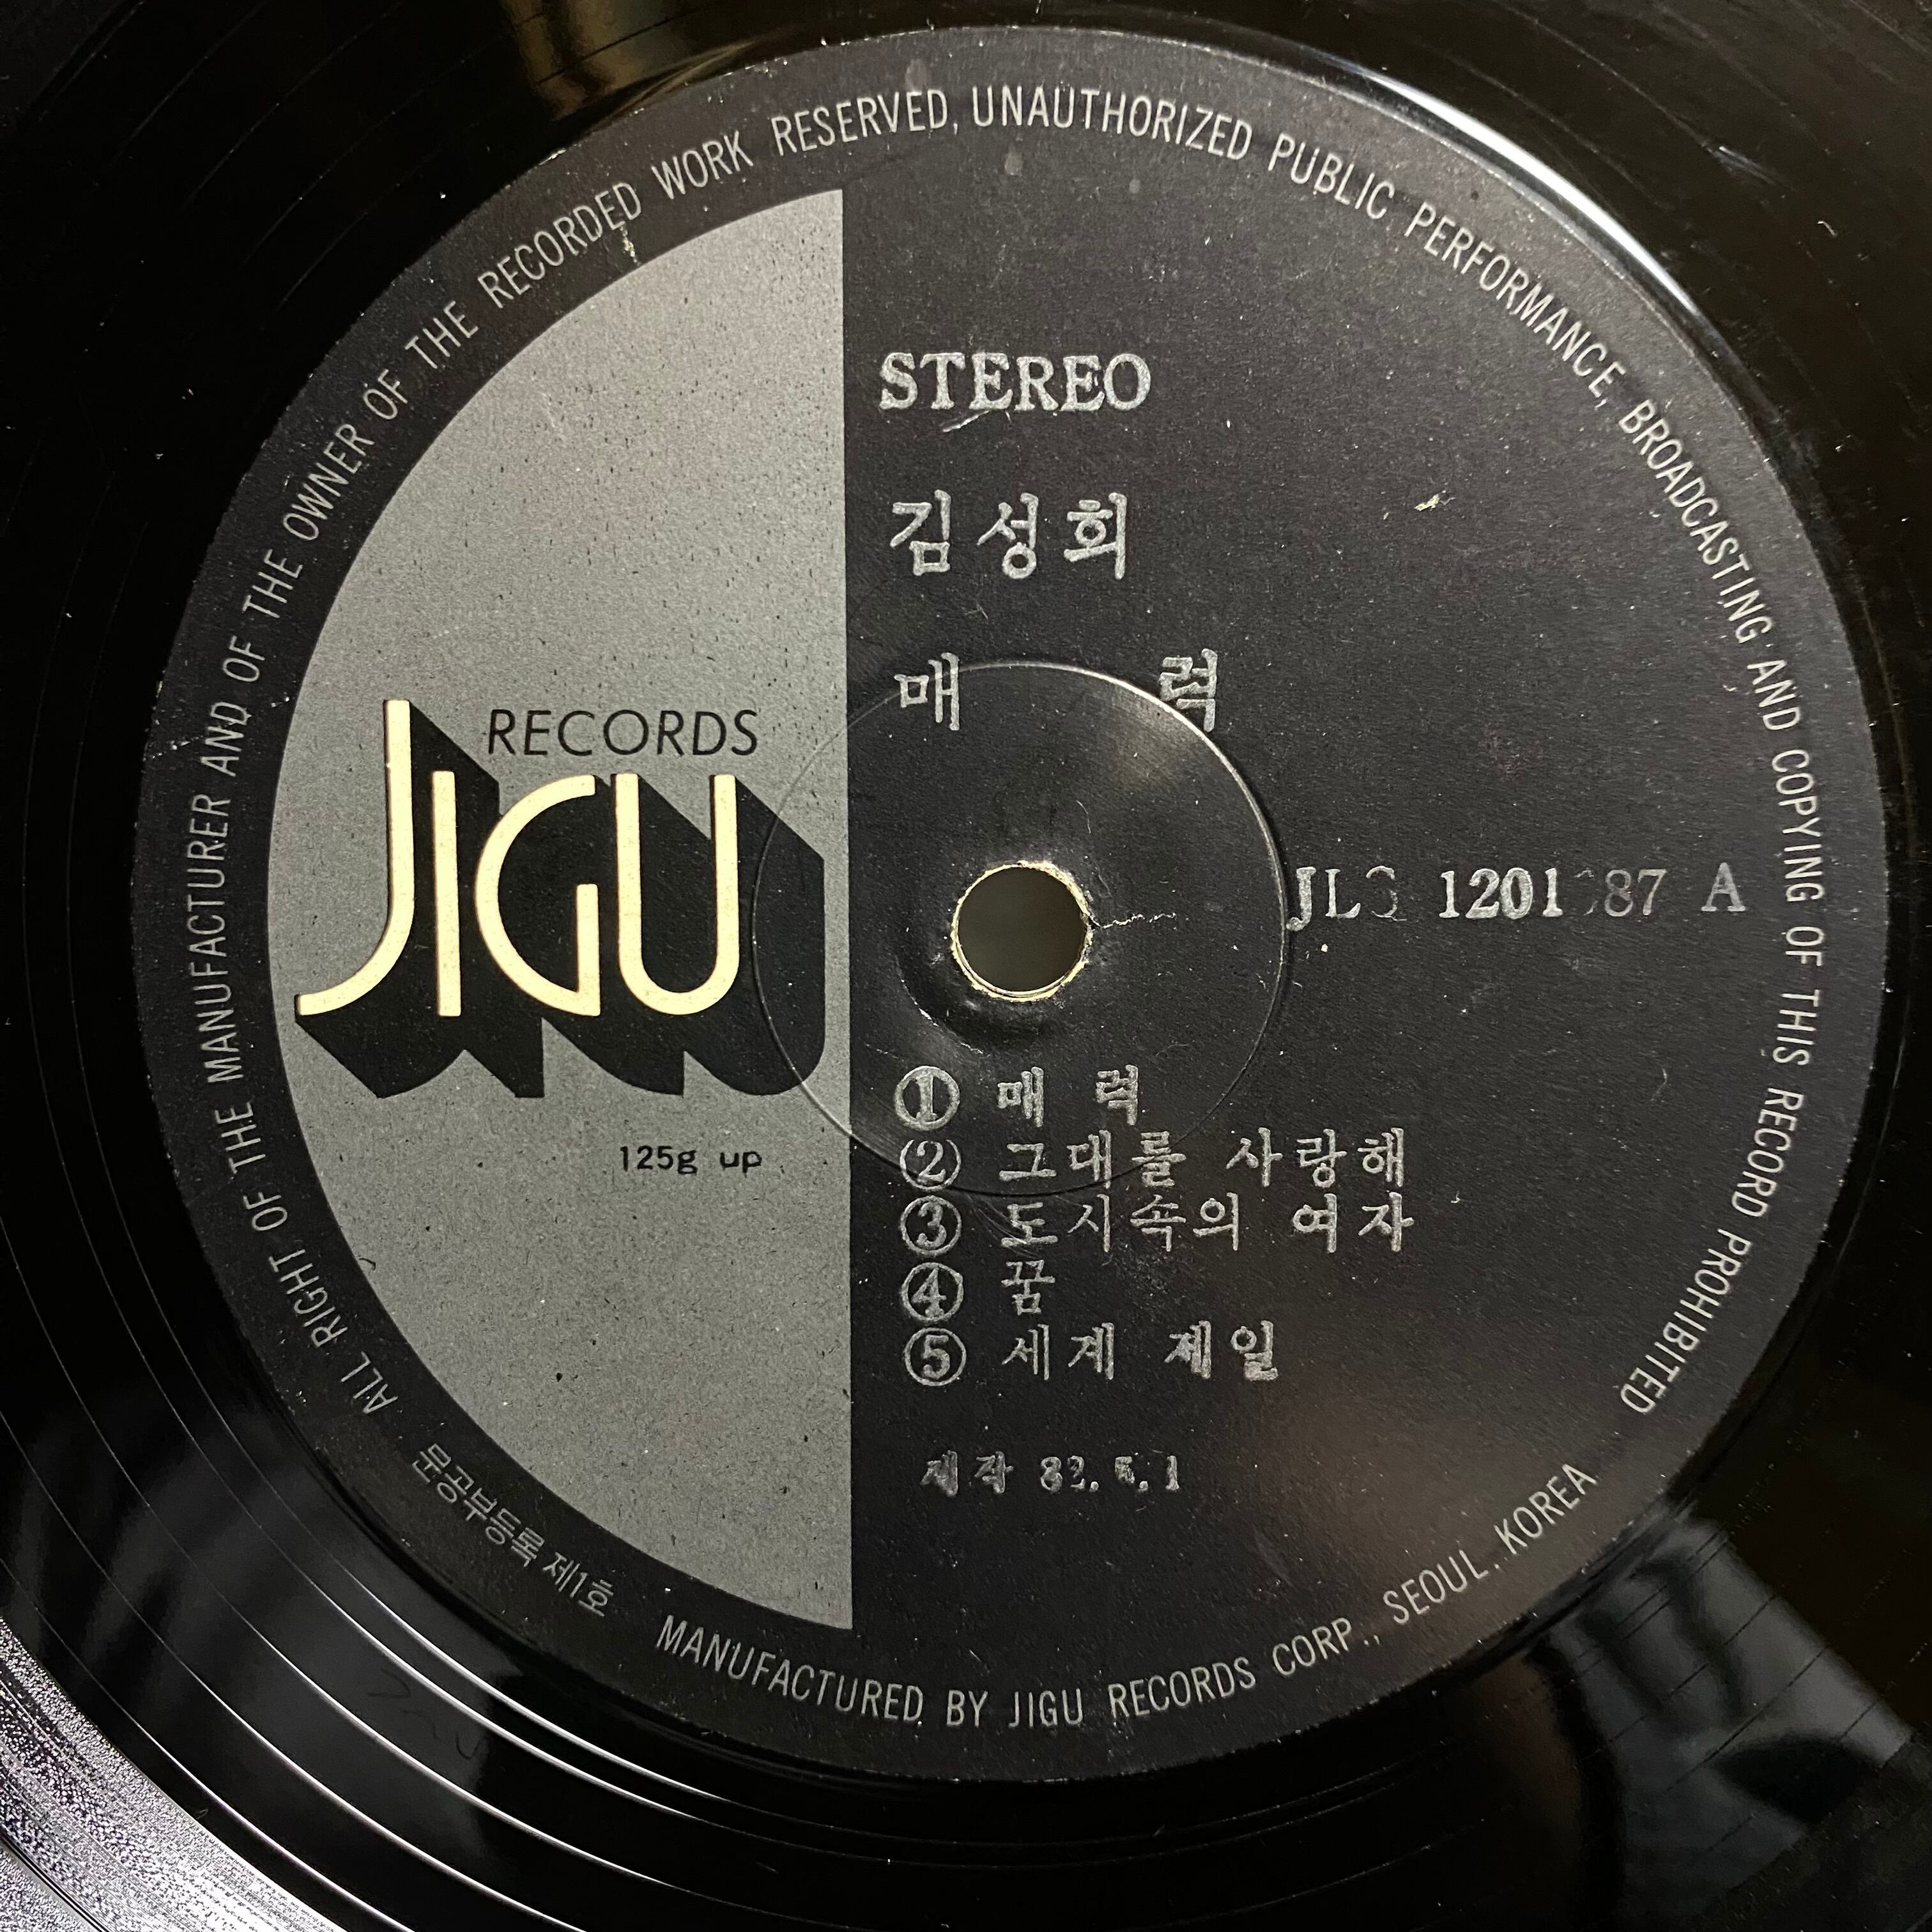 ALL RIGHT OF THE MANUFACTURER AND OF THE OWNER OF THE RECORDED WORK RESERVED, UNAUTHORIZED PUBLIC PERFORMANCE, BROADCASTING AND COPYING OF THIS RECORD PROHIBITED
STEREO
김성희
매 력
RECORDS
JIGU
1201 A
125g up
① 매 력
② 그대를 사랑해
③ 도시속의 여자
④ 꿈
⑤ 세계 제일
제작
문공부등록 제1호
MANUFACTURED BY JIGU RECORDS CORP., SEOUL. KOREA